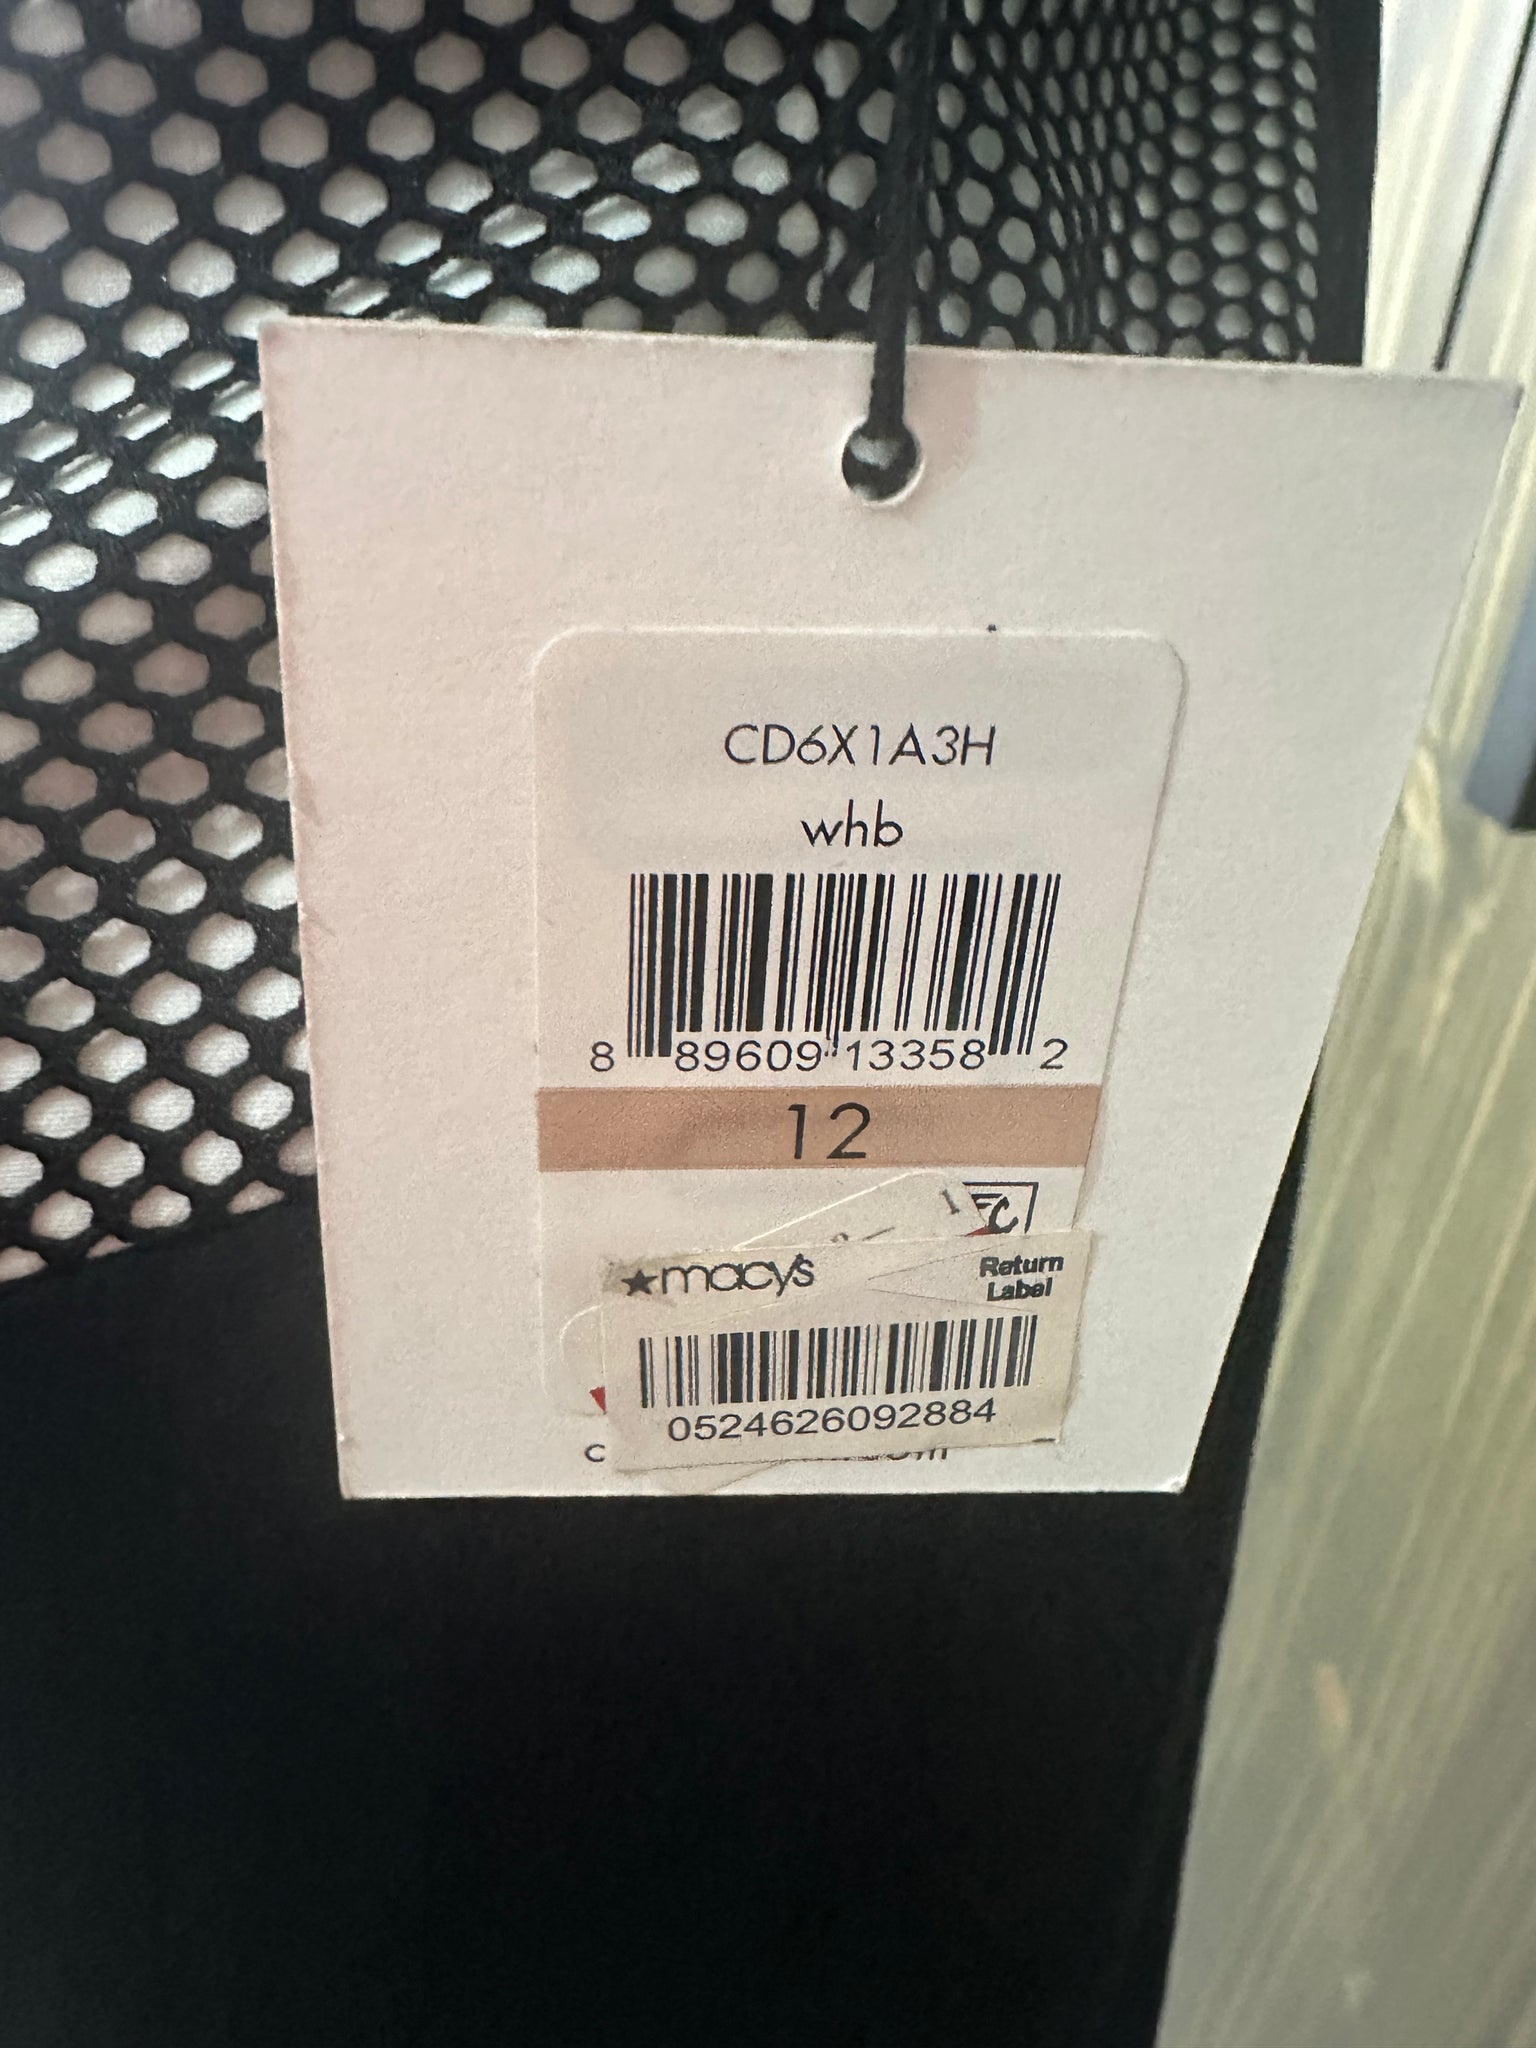 CD6X1A3H
whb
8 89609 13358 2
12
★macy's
Return
Label
0524626092884